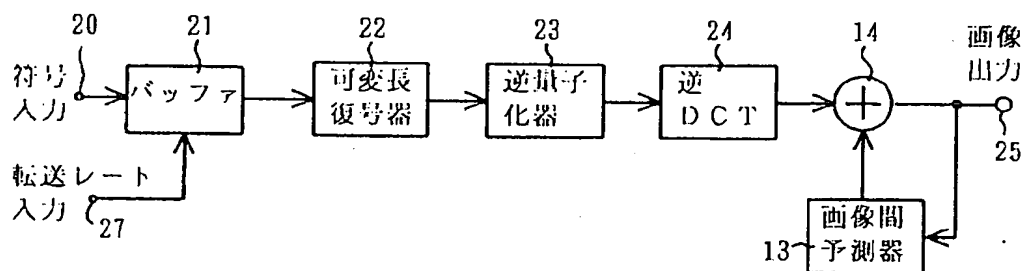 20
21
22
23
24
14
画像
出力
符号
入力
バッファ
可変長
復号器
逆量子
化器
逆
DCT
25
転送レート
入力
27
画像間
予測器
13